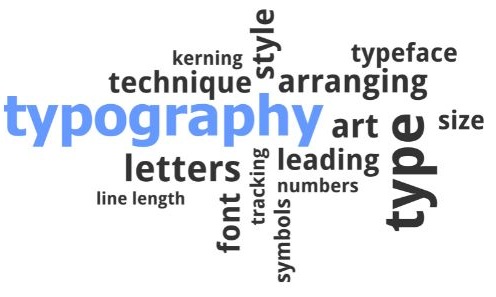 style
kerning
typeface
technique
arranging
typography
art
type
size
letters
tracking
leading
line length
font
numbers
symbols